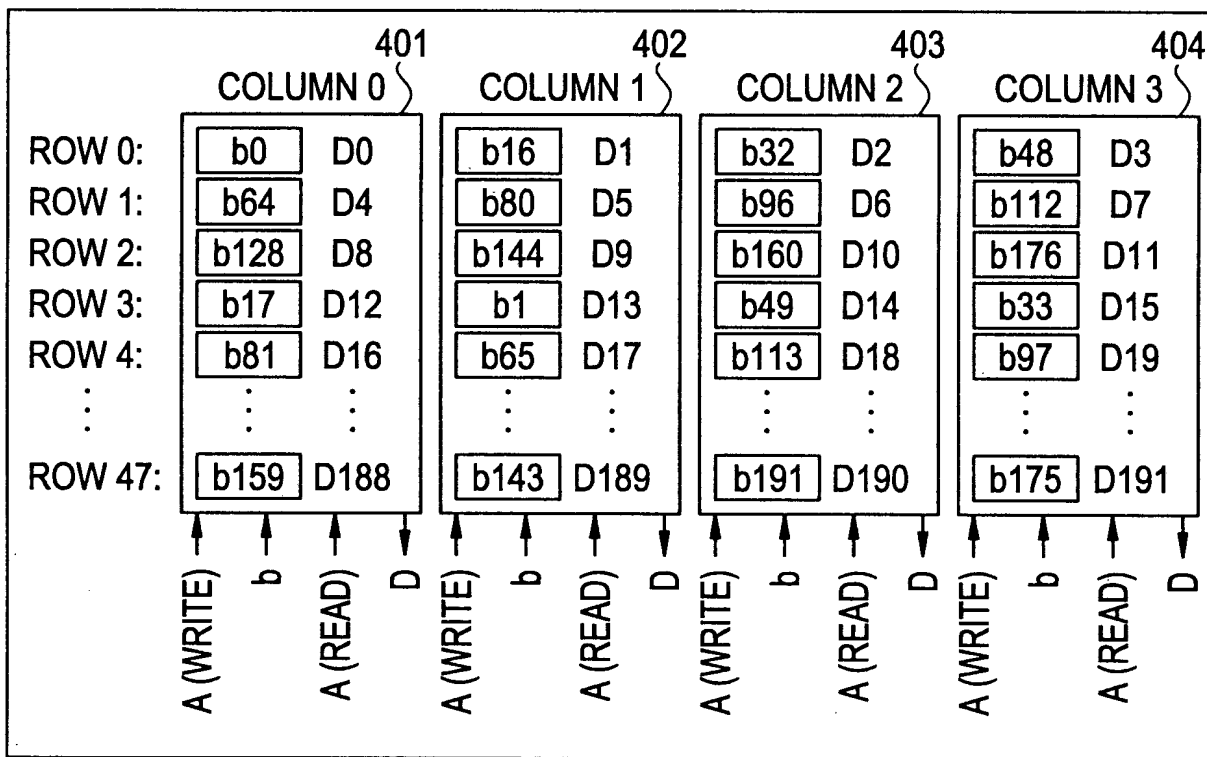 401 402 403 404
COLUMN 0 COLUMN 1 COLUMN 2 COLUMN 3
ROW 0: b0 D0 b16 D1 b32 D2 b48 D3
ROW 1: b64 D4 b80 D5 b96 D6 b112 D7
ROW 2: b128 D8 b144 D9 b160 D10 b176 D11
ROW 3: b17 D12 b1 D13 b49 D14 b33 D15
ROW 4: b81 D16 b65 D17 b113 D18 b97 D19
ROW 47: b159 D188 b143 D189 b191 D190 b175 D191
A (WRITE) b A (READ) D A (WRITE) b A (READ) D A (WRITE) b A (READ) D A (WRITE) b A (READ) D